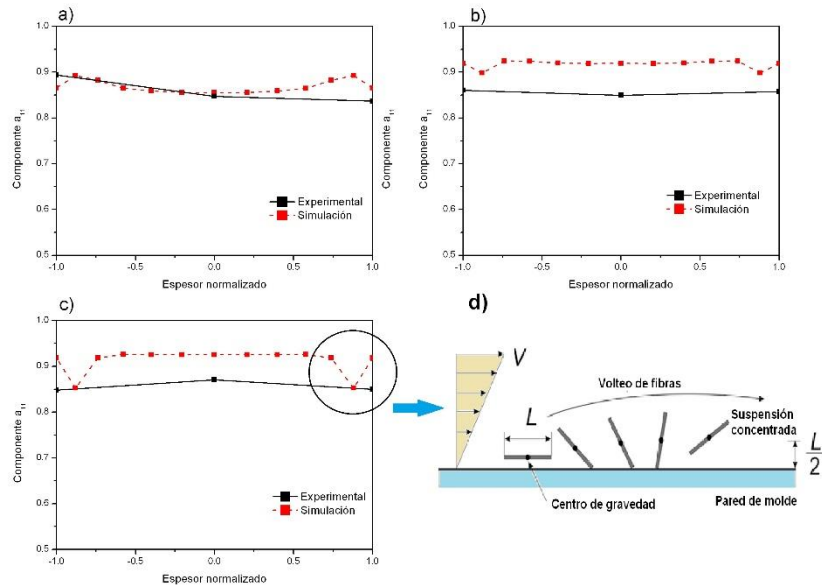 a)
1.0
0.9
0.8
0.7
0.6
0.5
Componente a₁₁
-1.0 -0.5 0.0 0.5 1.0
Espesor normalizado
Experimental
Simulación
b)
1.0
0.9
0.8
0.7
0.6
0.5
Componente a₁₁
-1.0 -0.5 0.0 0.5 1.0
Espesor normalizado
Experimental
Simulación
c)
1.0
0.9
0.8
0.7
0.6
0.5
Componente a₁₁
-1.0 -0.5 0.0 0.5 1.0
Espesor normalizado
Experimental
Simulación
Componente a₁₁
d)
V
Volteo de fibras
L
Suspensión
concentrada
L
2
Centro de gravedad
Pared de molde